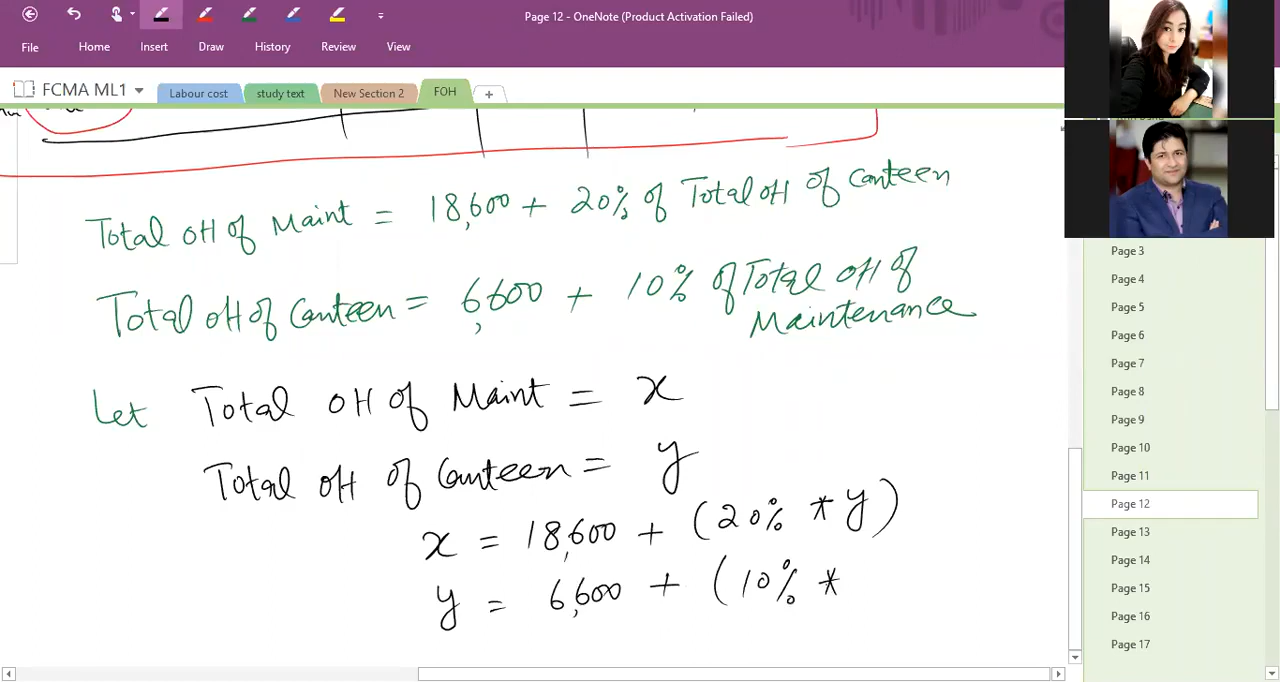 Page 12 - OneNote (Product Activation Failed)
File Home Insert Draw History Review View
FCMA ML1 Labour cost study text New Section 2 FOH
Total OH of Maint = 18,600 + 20% of Total OH of Canteen
Total OH of Canteen = 6,600 + 10% of Total OH of
Maintenance
Let Total OH of Maint = x
Total OH of Canteen = y
x = 18,600 + (20% * y)
y = 6,600 + (10% *
Page 3
Page 4
Page 5
Page 6
Page 7
Page 8
Page 9
Page 10
Page 11
Page 12
Page 13
Page 14
Page 15
Page 16
Page 17